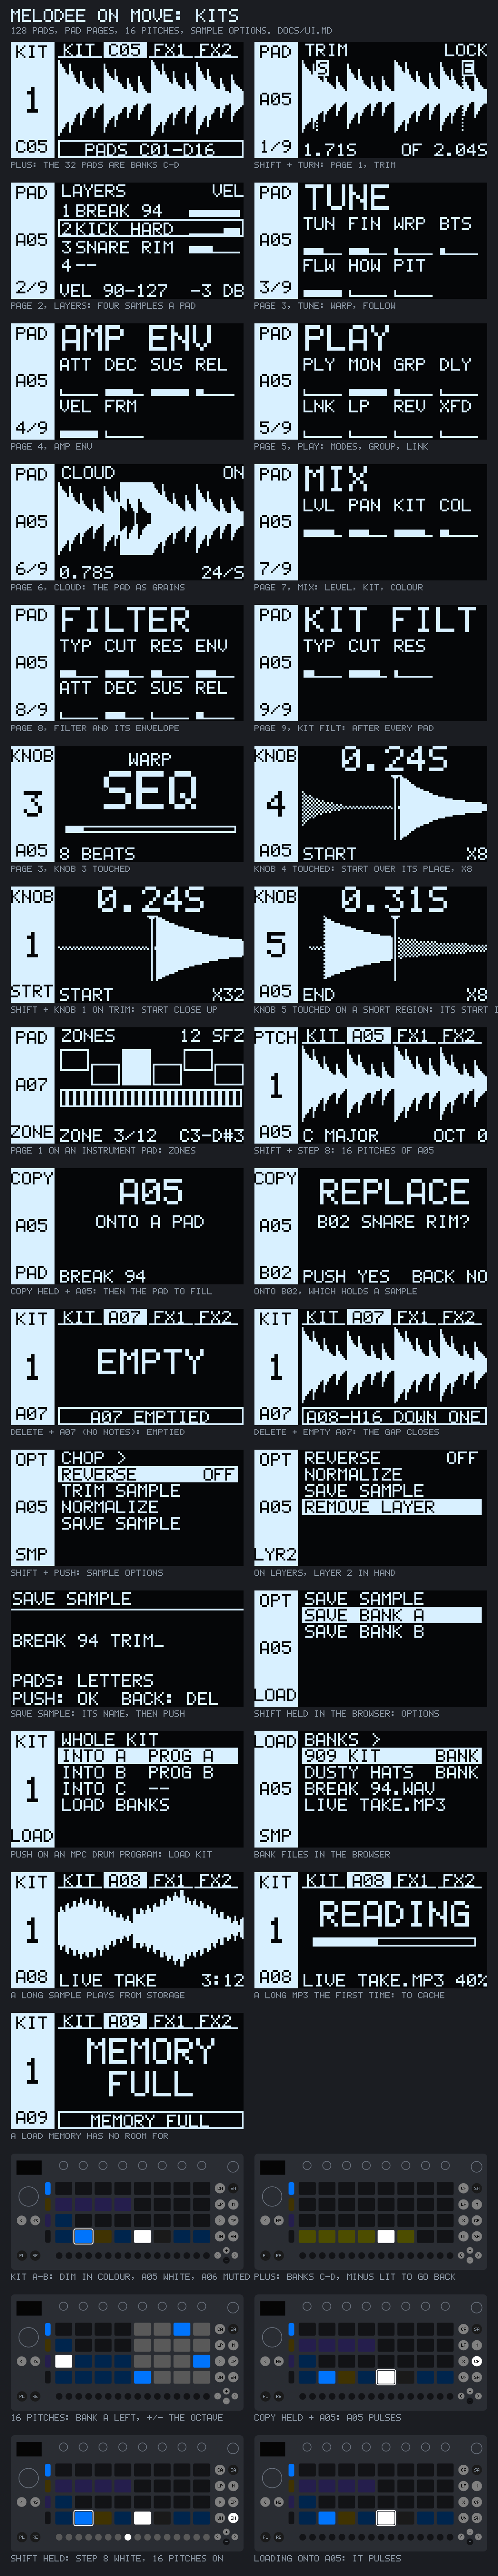 MELODEE ON MOVE: KITS
128 PADS, PAD PAGES, 16 PITCHES, SAMPLE OPTIONS. DOCS/UI.MD
KIT
1
C05
KIT C05 FX1 FX2
PADS C01-D16
PLUS: THE 32 PADS ARE BANKS C-D
PAD
A05
1/9
TRIM LOCK
S E
1.71S OF 2.04S
SHIFT + TURN: PAGE 1, TRIM
PAD
A05
2/9
LAYERS VEL
1 BREAK 94
2 KICK HARD
3 SNARE RIM
4 --
VEL 90-127 -3 DB
PAGE 2, LAYERS: FOUR SAMPLES A PAD
PAD
A05
3/9
TUNE
TUN FIN WRP BTS
FLW HOW PIT
PAGE 3, TUNE: WARP, FOLLOW
PAD
A05
4/9
AMP ENV
ATT DEC SUS REL
VEL FRM
PAGE 4, AMP ENV
PAD
A05
5/9
PLAY
PLY MON GRP DLY
LNK LP REV XFD
PAGE 5, PLAY: MODES, GROUP, LINK
PAD
A05
6/9
CLOUD ON
0.78S 24/S
PAGE 6, CLOUD: THE PAD AS GRAINS
PAD
A05
7/9
MIX
LVL PAN KIT COL
PAGE 7, MIX: LEVEL, KIT, COLOUR
PAD
A05
8/9
FILTER
TYP CUT RES ENV
ATT DEC SUS REL
PAGE 8, FILTER AND ITS ENVELOPE
PAD
A05
9/9
KIT FILT
TYP CUT RES
PAGE 9, KIT FILT: AFTER EVERY PAD
KNOB
3
A05
WARP
SEQ
8 BEATS
PAGE 3, KNOB 3 TOUCHED
KNOB
4
A05
0.24S
START X8
KNOB 4 TOUCHED: START OVER ITS PLACE, X8
KNOB
1
STRT
0.24S
START X32
SHIFT + KNOB 1 ON TRIM: START CLOSE UP
KNOB
5
A05
0.31S
END X8
KNOB 5 TOUCHED ON A SHORT REGION: ITS START
PAD
A07
ZONE
ZONES 12 SFZ
ZONE 3/12 C3-D#3
PAGE 1 ON AN INSTRUMENT PAD: ZONES
PTCH
1
A05
KIT A05 FX1 FX2
C MAJOR OCT 0
SHIFT + STEP 8: 16 PITCHES OF A05
COPY
A05
PAD
A05
ONTO A PAD
BREAK 94
COPY HELD + A05: THEN THE PAD TO FILL
COPY
A05
B02
REPLACE
B02 SNARE RIM?
PUSH YES BACK NO
ONTO B02, WHICH HOLDS A SAMPLE
KIT
1
A07
KIT A07 FX1 FX2
EMPTY
A07 EMPTIED
DELETE + A07 (NO NOTES): EMPTIED
KIT
1
A07
KIT A07 FX1 FX2
A08-H16 DOWN ONE
DELETE + EMPTY A07: THE GAP CLOSES
OPT
A05
SMP
CHOP >
REVERSE OFF
TRIM SAMPLE
NORMALIZE
SAVE SAMPLE
SHIFT + PUSH: SAMPLE OPTIONS
OPT
A05
LYR2
REVERSE OFF
NORMALIZE
SAVE SAMPLE
REMOVE LAYER
ON LAYERS, LAYER 2 IN HAND
SAVE SAMPLE
BREAK 94 TRIM_
PADS: LETTERS
PUSH: OK BACK: DEL
SAVE SAMPLE: ITS NAME, THEN PUSH
OPT
A05
LOAD
SAVE SAMPLE
SAVE BANK A
SAVE BANK B
SHIFT HELD IN THE BROWSER: OPTIONS
KIT
1
LOAD
WHOLE KIT
INTO A PROG A
INTO B PROG B
INTO C --
LOAD BANKS
PUSH ON AN MPC DRUM PROGRAM: LOAD KIT
LOAD
A05
SMP
BANKS >
909 KIT BANK
DUSTY HATS BANK
BREAK 94.WAV
LIVE TAKE.MP3
BANK FILES IN THE BROWSER
KIT
1
A08
KIT A08 FX1 FX2
LIVE TAKE 3:12
A LONG SAMPLE PLAYS FROM STORAGE
KIT
1
A08
KIT A08 FX1 FX2
READING
LIVE TAKE.MP3 40%
A LONG MP3 THE FIRST TIME: TO CACHE
KIT
1
A09
KIT A09 FX1 FX2
MEMORY
FULL
MEMORY FULL
A LOAD MEMORY HAS NO ROOM FOR
KIT A-B: DIM IN COLOUR, A05 WHITE, A06 MUTED
PLUS: BANKS C-D, MINUS LIT TO GO BACK
16 PITCHES: BANK A LEFT, +/- THE OCTAVE
COPY HELD + A05: A05 PULSES
SHIFT HELD: STEP 8 WHITE, 16 PITCHES ON
LOADING ONTO A05: IT PULSES